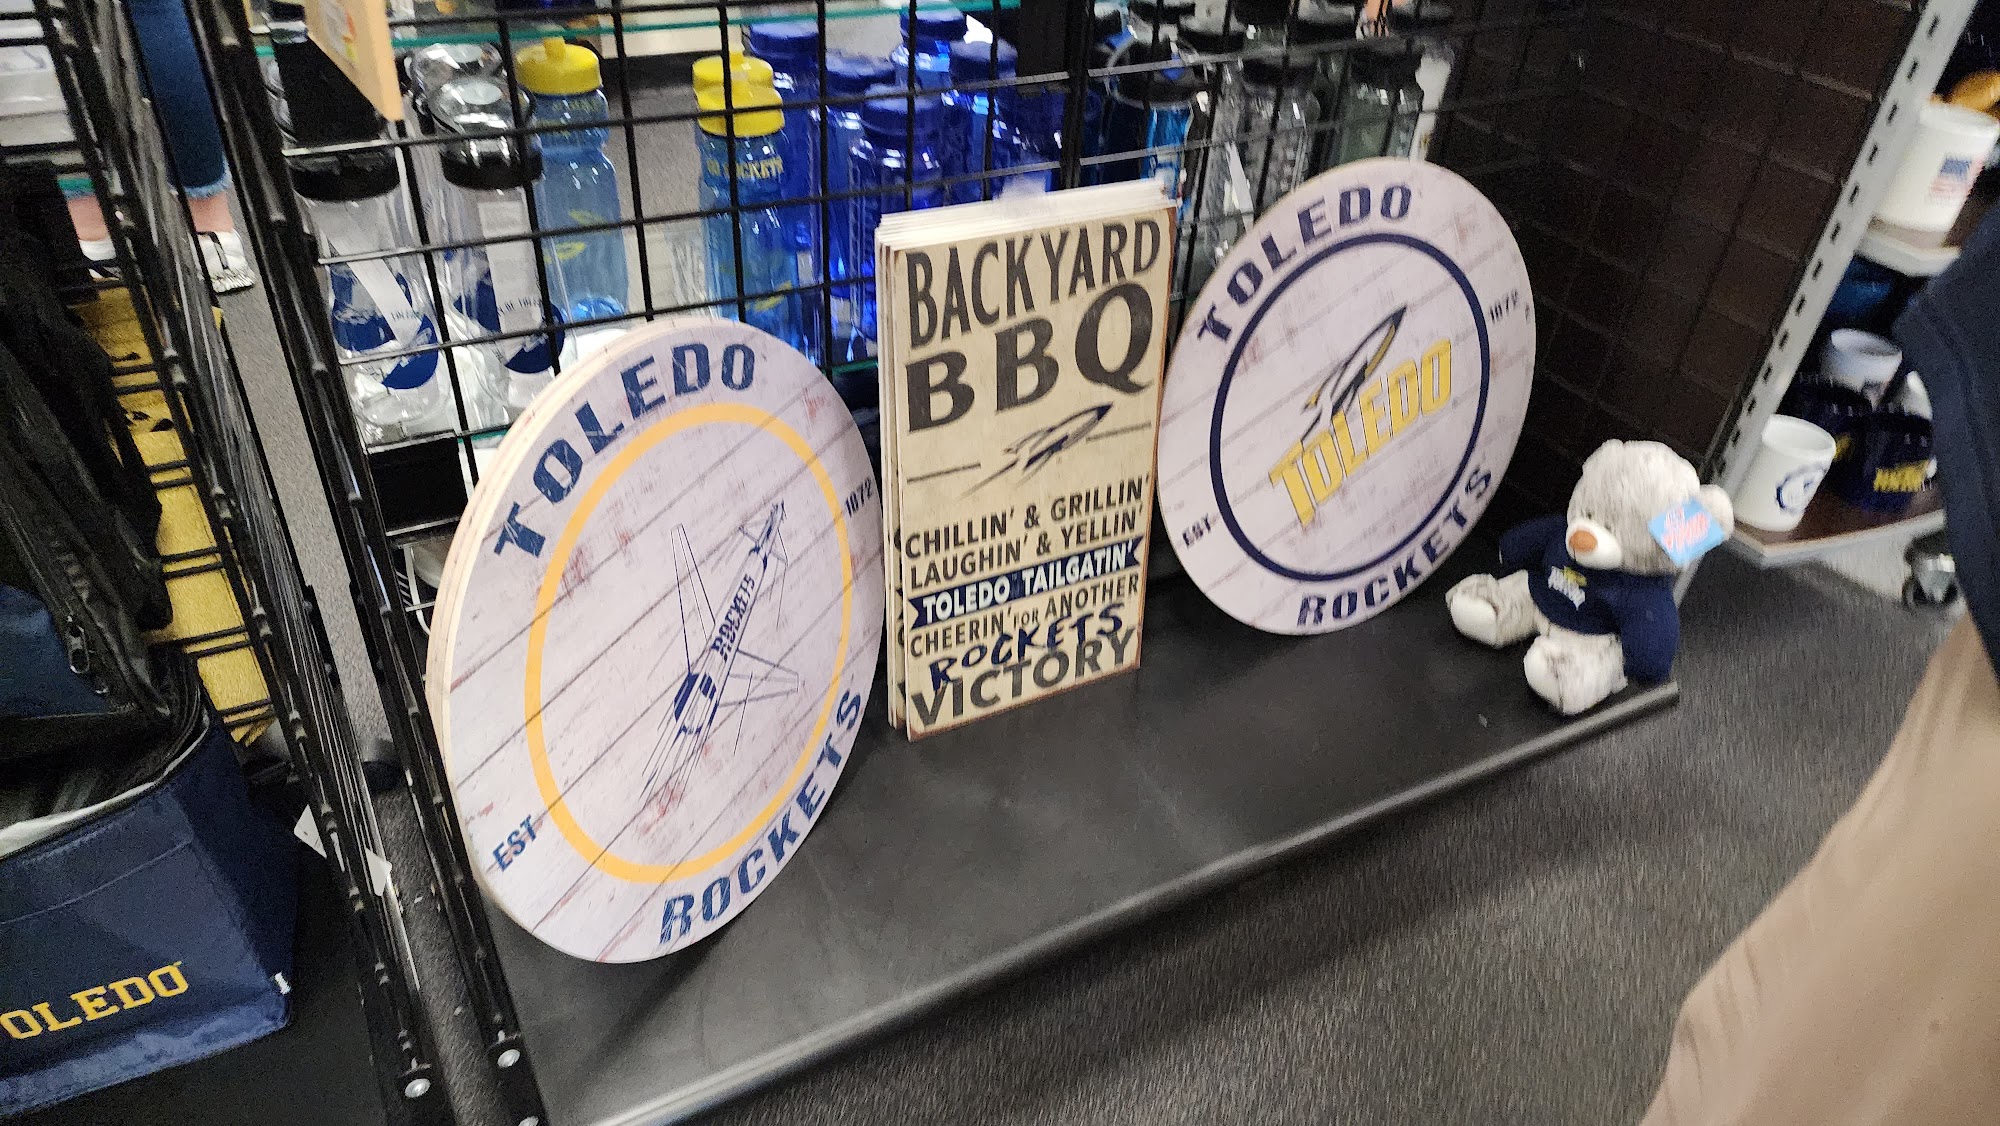 TOLEDO
EST 1872
ROCKETS
ROCKETS
BACKYARD
BBQ
CHILLIN' & GRILLIN'
LAUGHIN' & YELLIN'
TOLEDO TAILGATIN'
CHEERIN' FOR ANOTHER
ROCKETS
VICTORY
TOLEDO
EST 1872
TOLEDO
ROCKETS
TOLEDO
ROCKETS